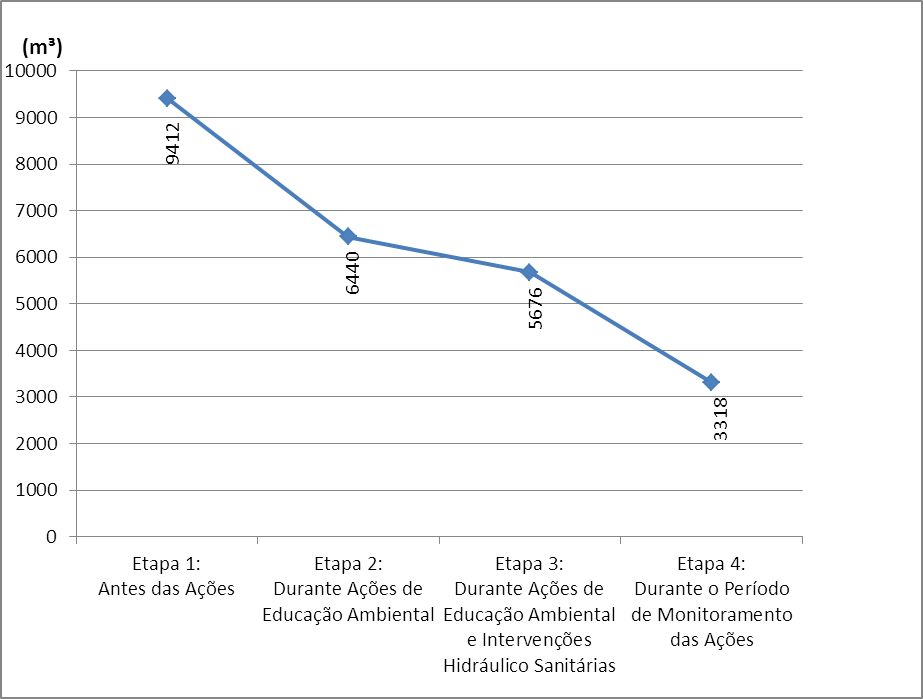 (m³)
10000
9000
8000
7000
6000
5000
4000
3000
2000
1000
0
9412
6440
5676
3318
Etapa 1:
Antes das Ações
Etapa 2:
Durante Ações de
Educação Ambiental
Etapa 3:
Durante Ações de
Educação Ambiental
e Intervenções
Hidráulico Sanitárias
Etapa 4:
Durante o Período
de Monitoramento
das Ações